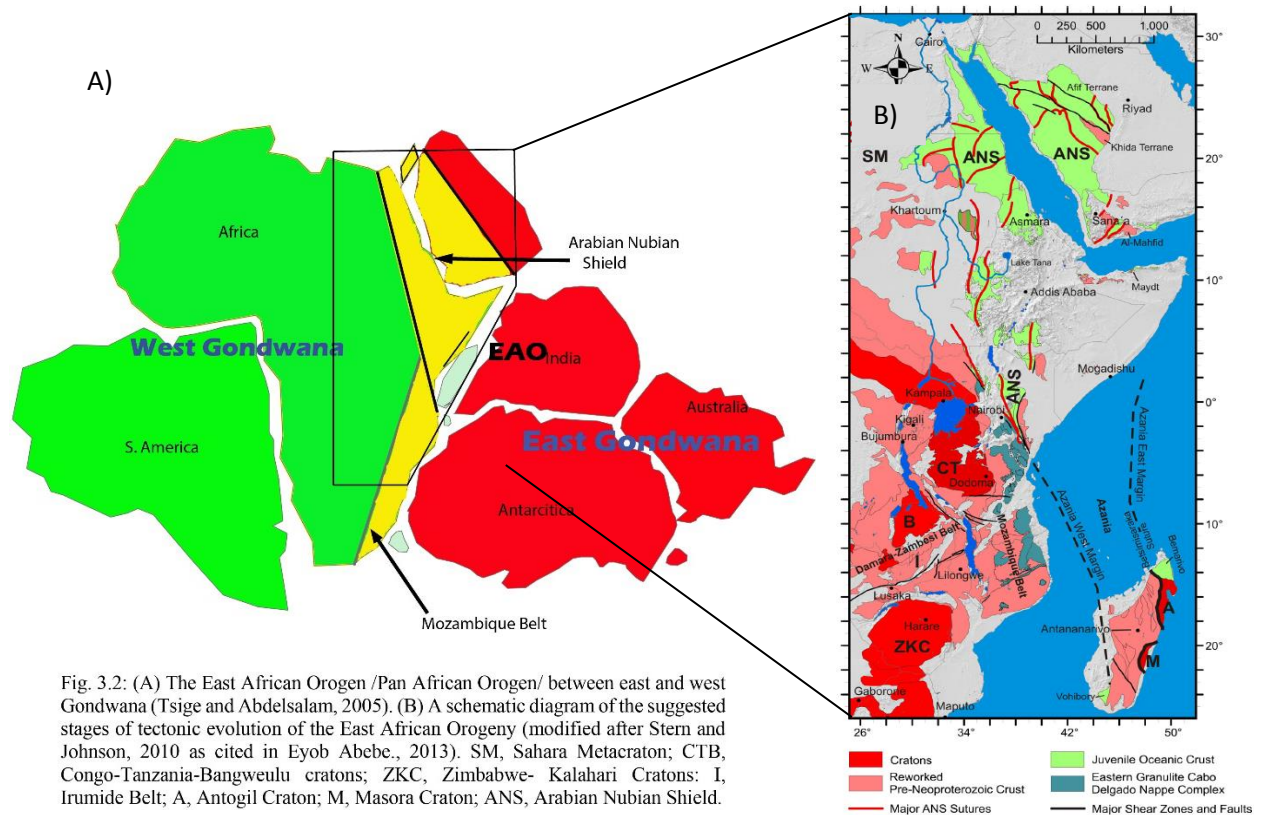 A)
Africa
Arabian Nubian
Shield
West Gondwana
EAO
India
Australia
S. America
East Gondwana
Antarcitica
Mozambique Belt
Fig. 3.2: (A) The East African Orogen /Pan African Orogen/ between east and west
Gondwana (Tsige and Abdelsalam, 2005). (B) A schematic diagram of the suggested
stages of tectonic evolution of the East African Orogeny (modified after Stern and
Johnson, 2010 as cited in Eyob Abebe., 2013). SM, Sahara Metacraton; CTB,
Congo-Tanzania-Bangweulu cratons; ZKC, Zimbabwe- Kalahari Cratons: I,
Irumide Belt; A, Antogil Craton; M, Masora Craton; ANS, Arabian Nubian Shield.
B)
0 250 500 1.000
Kilometers
N
W E
S
Cairo
30°
Afif Terrane
Riyad
Khida Terrane
SM
ANS
ANS
20°
Khartoum
Asmara
Sana'a
Al-Mahfid
Lake Tana
Addis Ababa
Maydt
10°
Mogadishu
ANS
Kampala
Nairobi
0°
Kigali
Bujumbura
CT
Dodoma
Azania East Margin
Azania
Azania West Margin
Betsimisaraka
Suture
Bemarivo
B
10°
Damara-Zambesi Belt
Mozambique Belt
I
Lilongwe
Lusaka
A
Harare
ZKC
Antananarivo
M
20°
Gaborone
Maputo
Vohibory
26° 34° 42° 50°
Cratons
Reworked
Pre-Neoproterozoic Crust
Major ANS Sutures
Juvenile Oceanic Crust
Eastern Granulite Cabo
Delgado Nappe Complex
Major Shear Zones and Faults